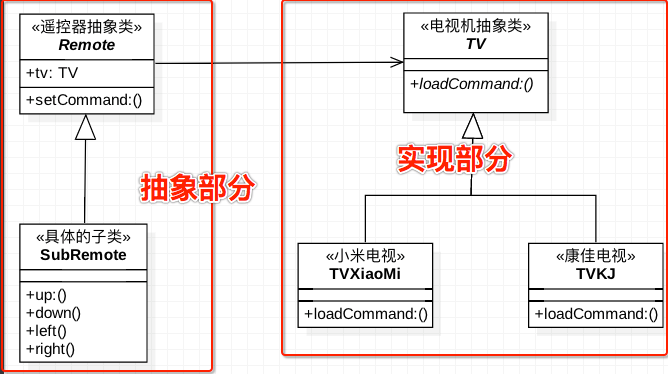 «遥控器抽象类»
Remote
+tv: TV
+setCommand:()
«电视机抽象类»
TV
+loadCommand:()
抽象部分
实现部分
«具体的子类»
SubRemote
+up:()
+down()
+left()
+right()
«小米电视»
TVXiaoMi
+loadCommand:()
«康佳电视»
TVKJ
+loadCommand:()